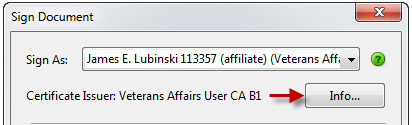 Sign Document
Sign As: James E. Lubinski 113357 (affiliate) (Veterans Affa
Certificate Issuer: Veterans Affairs User CA B1 Info...